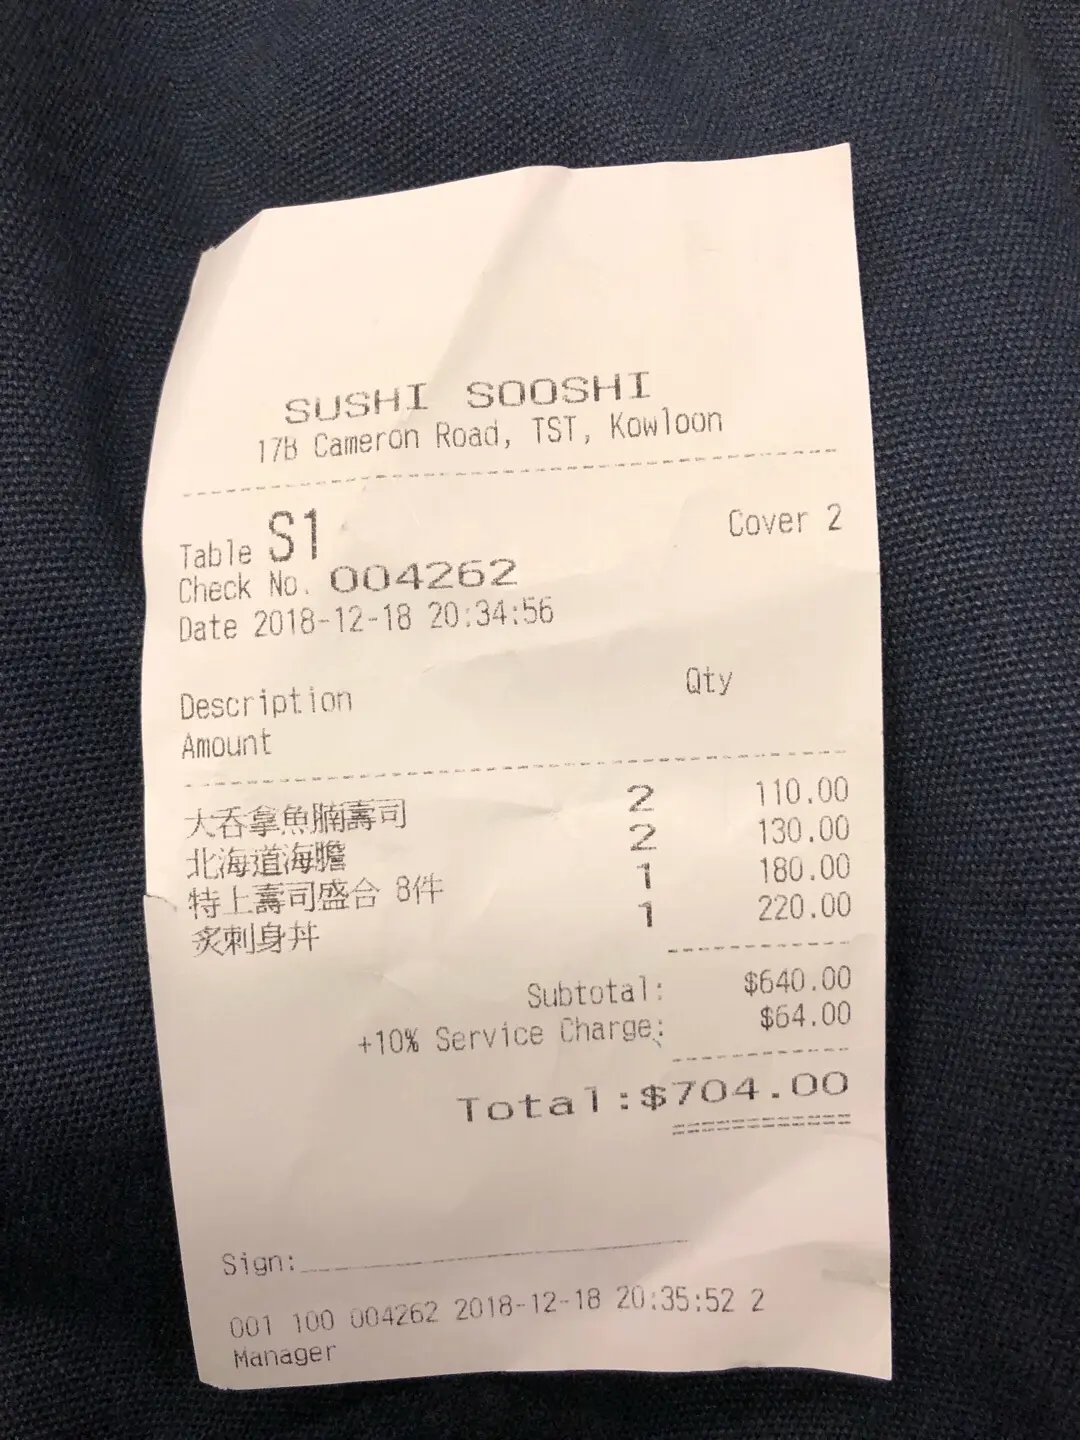 SUSHI SOOSHI
17B Cameron Road, TST, Kowloon
Table S1 Cover 2
Check No. 004262
Date 2018-12-18 20:34:56
Description Qty
Amount
大吞拿魚腩壽司 2 110.00
北海道海膽 2 130.00
特上壽司盛合 8件 1 180.00
炙刺身丼 1 220.00
Subtotal: $640.00
+10% Service Charge: $64.00
Total:$704.00
Sign:
001 100 004262 2018-12-18 20:35:52 2
Manager